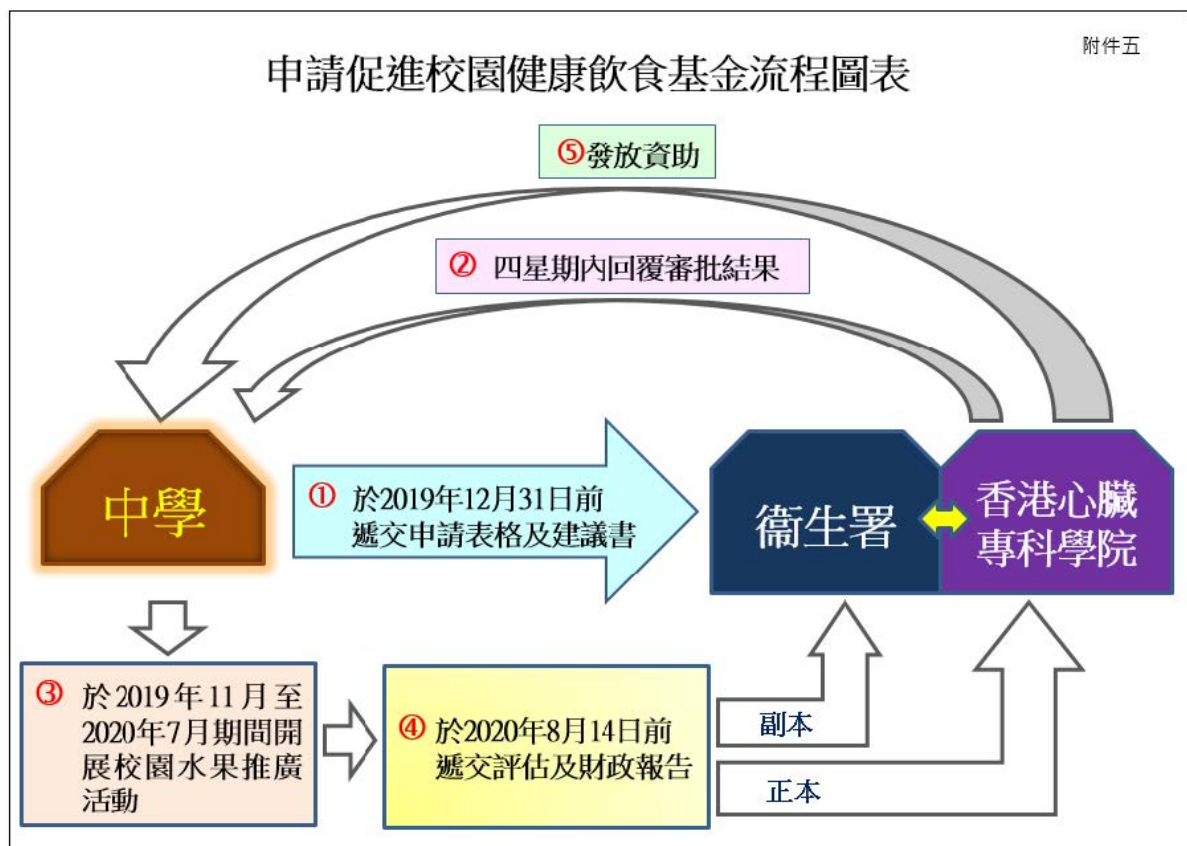 附件五
申請促進校園健康飲食基金流程圖表
⑤發放資助
② 四星期內回覆審批結果
中學
① 於2019年12月31日前
遞交申請表格及建議書
衞生署
香港心臟
專科學院
③ 於2019年11月至
2020年7月期間開
展校園水果推廣
活動
④ 於2020年8月14日前
遞交評估及財政報告
副本
正本